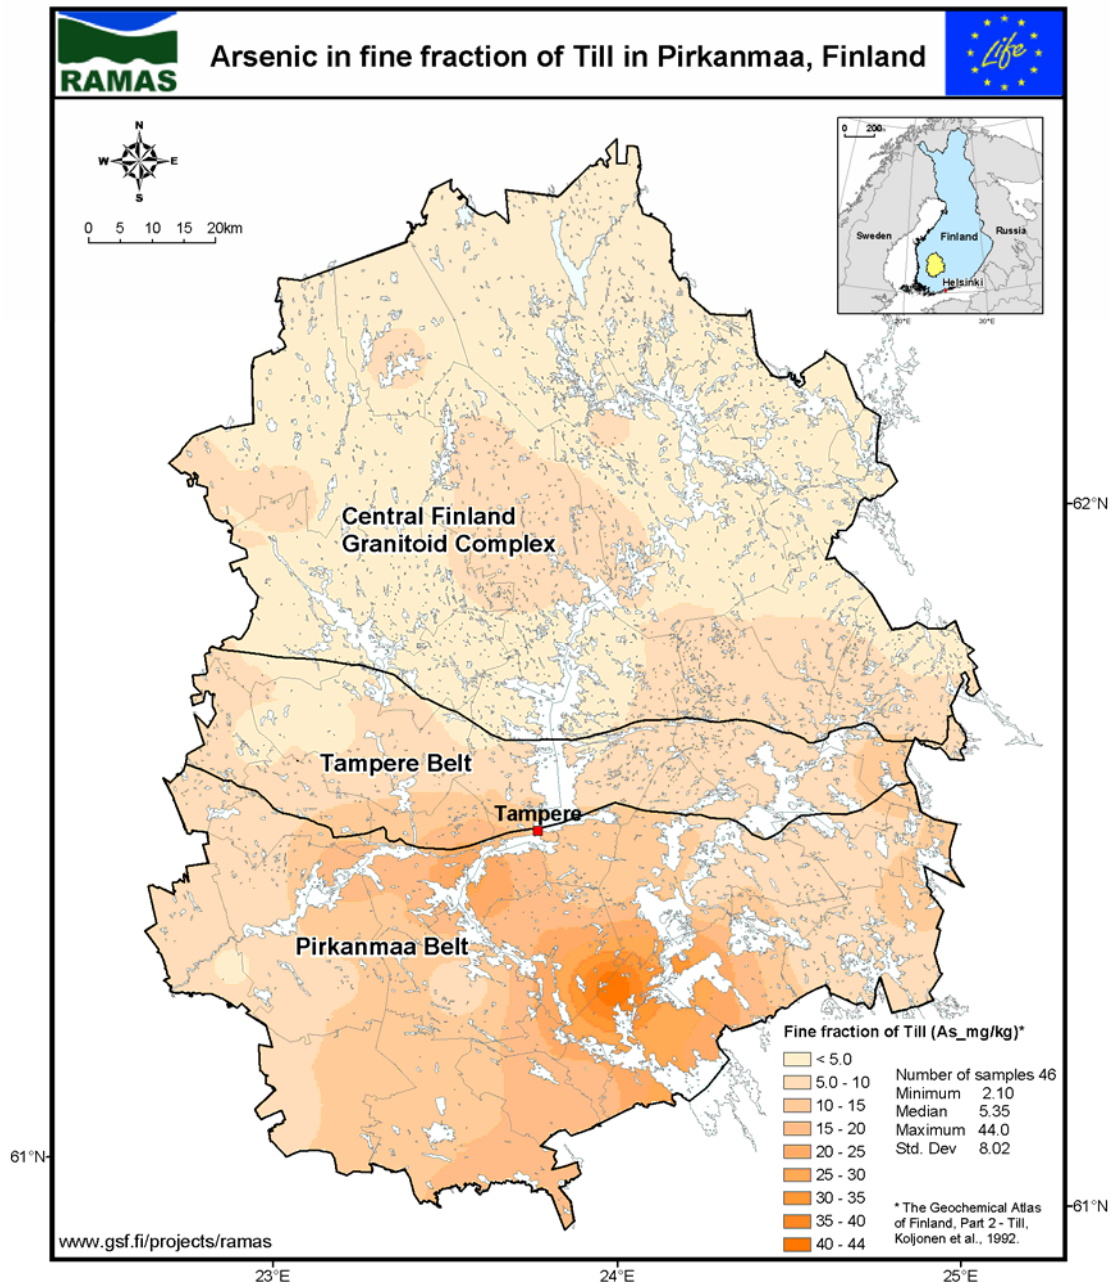 RAMAS
Arsenic in fine fraction of Till in Pirkanmaa, Finland
Life
N
W E
S
0 5 10 15 20km
0 200
Sweden
Finland
Russia
Helsinki
20°E 30°E
62°N
Central Finland
Granitoid Complex
Tampere Belt
Tampere
Pirkanmaa Belt
Fine fraction of Till (As_mg/kg)*
< 5.0
5.0 - 10
10 - 15
15 - 20
20 - 25
25 - 30
30 - 35
35 - 40
40 - 44
Number of samples 46
Minimum 2.10
Median 5.35
Maximum 44.0
Std. Dev 8.02
* The Geochemical Atlas
of Finland, Part 2 - Till,
Koljonen et al., 1992.
61°N
61°N
www.gsf.fi/projects/ramas
23°E 24°E 25°E